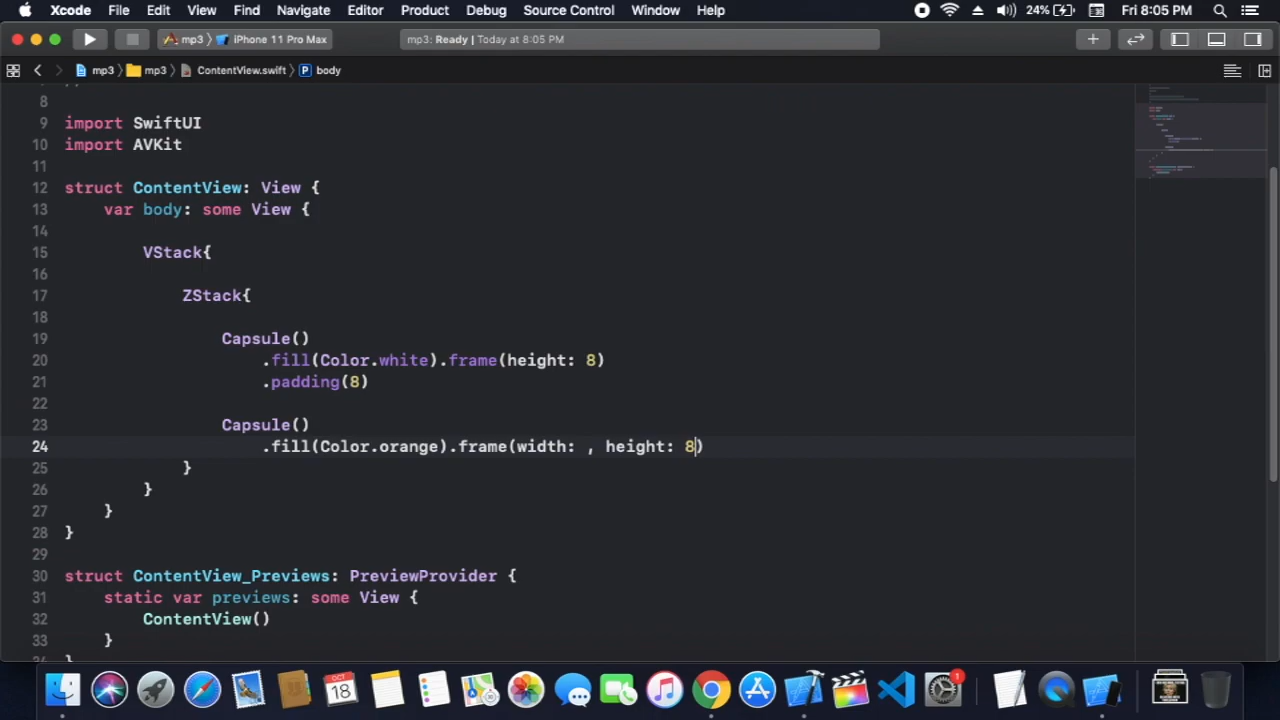 Xcode File Edit View Find Navigate Editor Product Debug Source Control Window Help 24% Fri 8:05 PM
mp3 iPhone 11 Pro Max mp3: Ready | Today at 8:05 PM
mp3 mp3 ContentView.swift P body
8
9 import SwiftUI
10 import AVKit
11
12 struct ContentView: View {
13 var body: some View {
14
15 VStack{
16
17 ZStack{
18
19 Capsule()
20 .fill(Color.white).frame(height: 8)
21 .padding(8)
22
23 Capsule()
24 .fill(Color.orange).frame(width: , height: 8)
25 }
26 }
27 }
28 }
29
30 struct ContentView_Previews: PreviewProvider {
31 static var previews: some View {
32 ContentView()
33 }
OCT
18
1